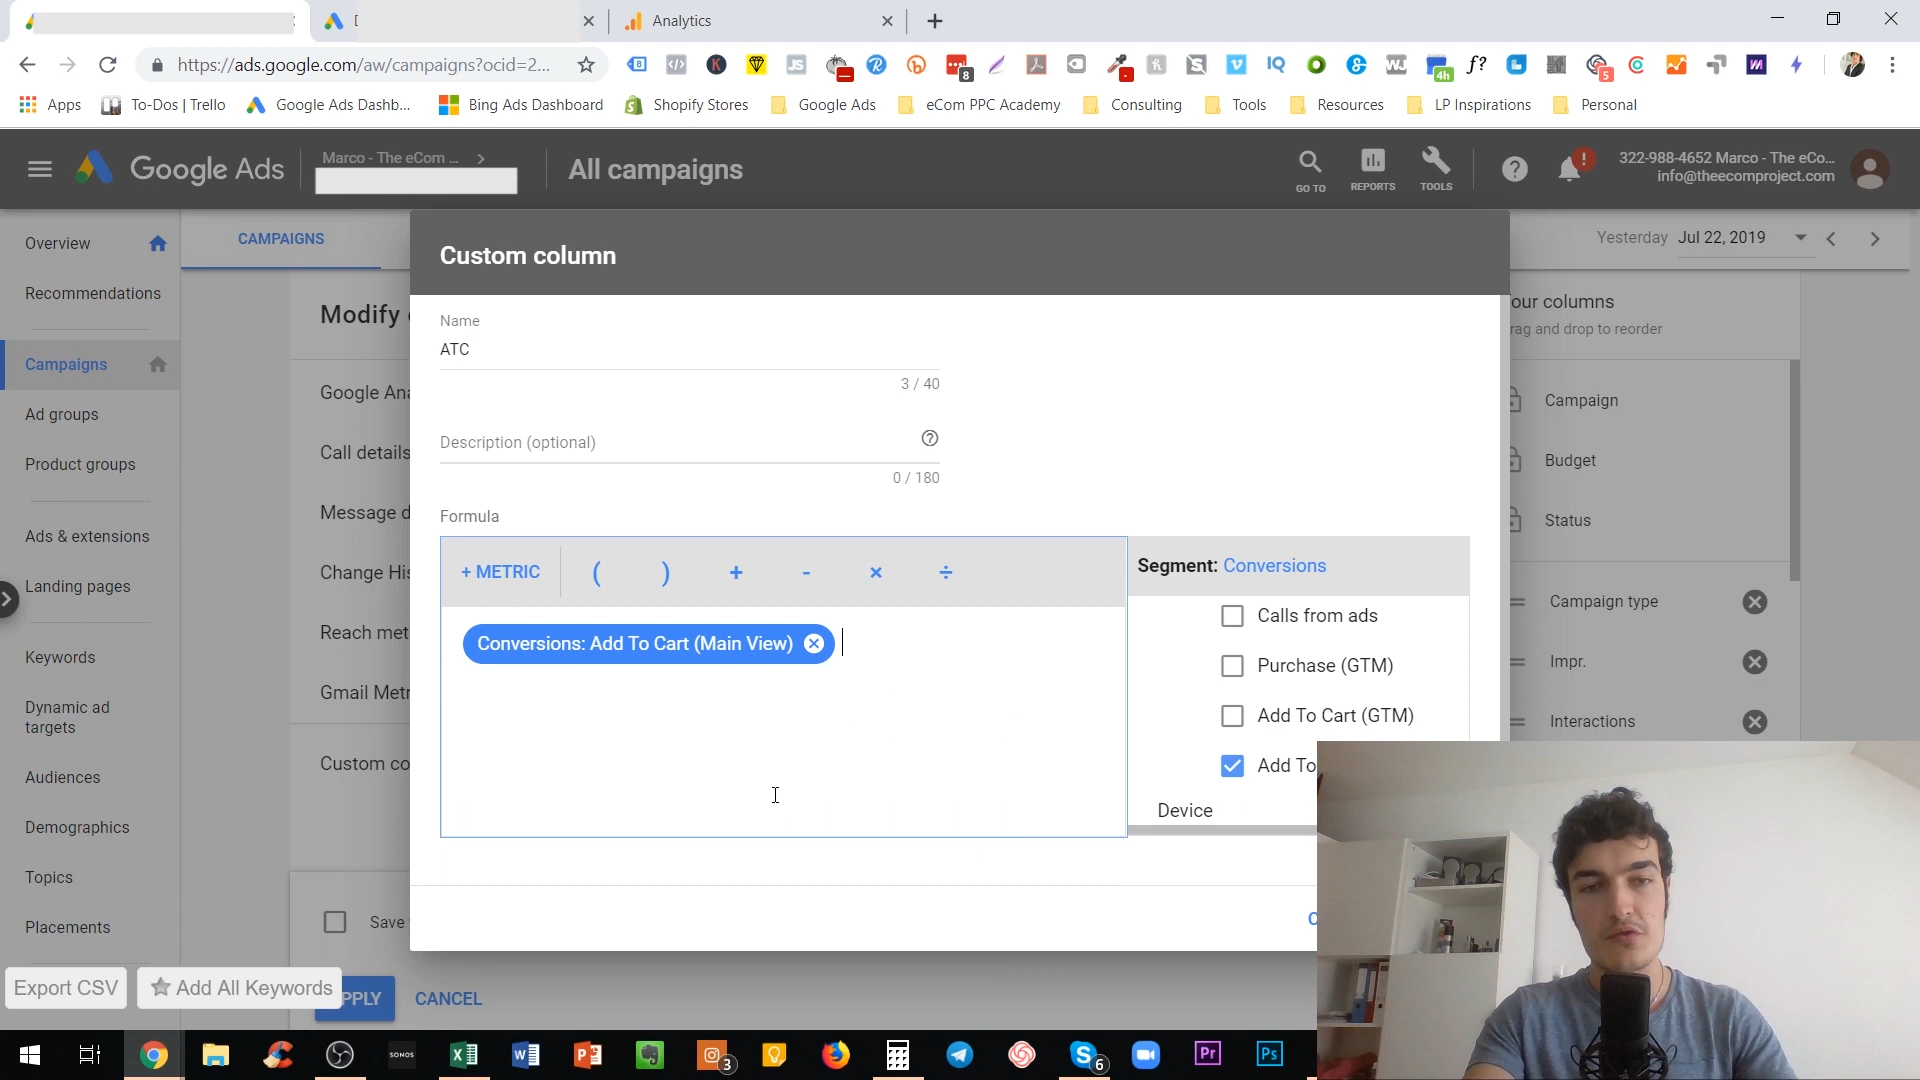 Analytics
https://ads.google.com/aw/campaigns?ocid=2...
Apps
To-Dos | Trello
Google Ads Dashb...
Bing Ads Dashboard
Shopify Stores
Google Ads
eCom PPC Academy
Consulting
Tools
Resources
LP Inspirations
Personal
Google Ads
Marco - The eCom ...
All campaigns
GO TO
REPORTS
TOOLS
322-988-4652 Marco - The eCo...
info@theecomproject.com
Overview
CAMPAIGNS
Yesterday Jul 22, 2019
Recommendations
Campaigns
Ad groups
Product groups
Ads & extensions
Landing pages
Keywords
Dynamic ad
targets
Audiences
Demographics
Topics
Placements
Modify
Google Ana
Call details
Message d
Change His
Reach met
Gmail Metr
Custom co
Save
Export CSV
Add All Keywords
PPLY
CANCEL
Custom column
Name
ATC
3 / 40
Description (optional)
0 / 180
Formula
+ METRIC ( ) + - × ÷
Conversions: Add To Cart (Main View)
Segment: Conversions
Calls from ads
Purchase (GTM)
Add To Cart (GTM)
Add To
Device
our columns
rag and drop to reorder
Campaign
Budget
Status
Campaign type
Impr.
Interactions